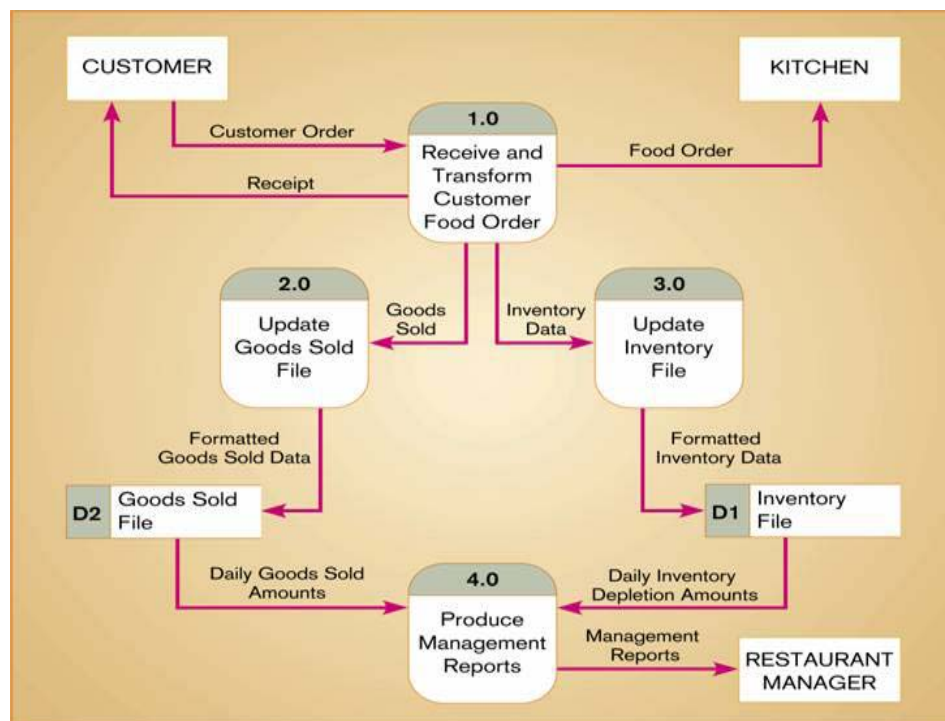 CUSTOMER
KITCHEN
Customer Order
Receipt
1.0
Receive and
Transform
Customer
Food Order
Food Order
2.0
Update
Goods Sold
File
Goods
Sold
Inventory
Data
3.0
Update
Inventory
File
Formatted
Goods Sold Data
Formatted
Inventory Data
D2
Goods Sold
File
D1
Inventory
File
Daily Goods Sold
Amounts
4.0
Produce
Management
Reports
Daily Inventory
Depletion Amounts
Management
Reports
RESTAURANT
MANAGER